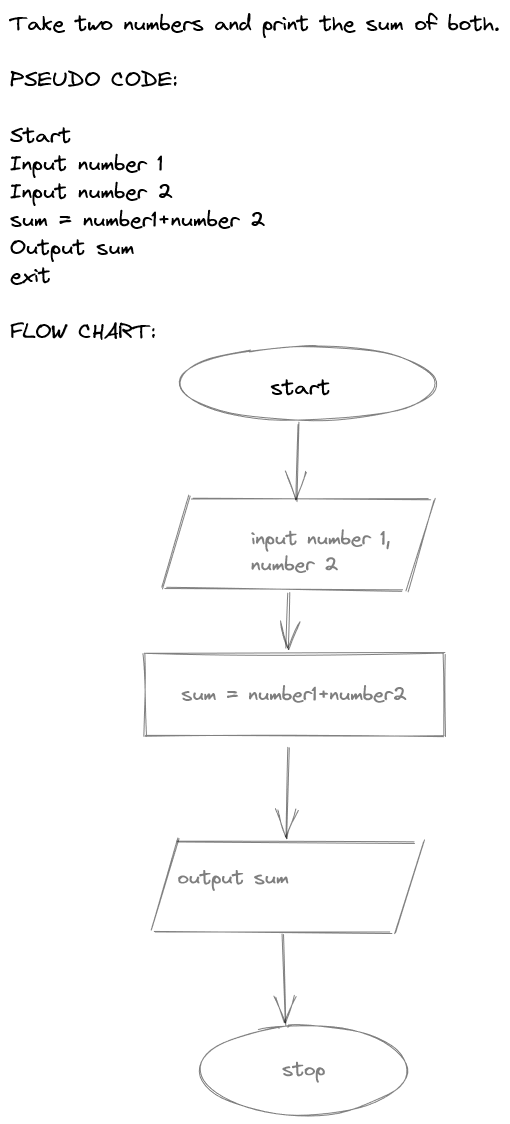 Take two numbers and print the sum of both.
PSEUDO CODE:
Start
Input number 1
Input number 2
sum = number1+number 2
Output sum
exit
FLOW CHART:
start
input number 1,
number 2
sum = number1+number2
output sum
stop